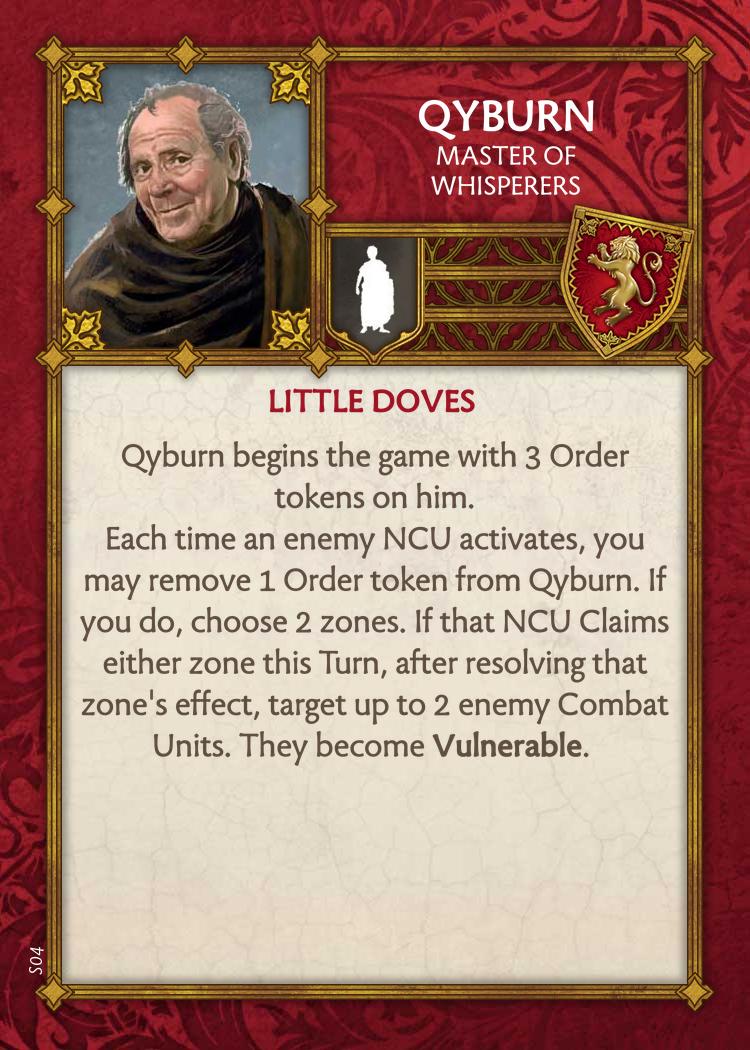 QYBURN
MASTER OF
WHISPERERS
LITTLE DOVES
Qyburn begins the game with 3 Order
tokens on him.
Each time an enemy NCU activates, you
may remove 1 Order token from Qyburn. If
you do, choose 2 zones. If that NCU Claims
either zone this Turn, after resolving that
zone's effect, target up to 2 enemy Combat
Units. They become Vulnerable.
S04